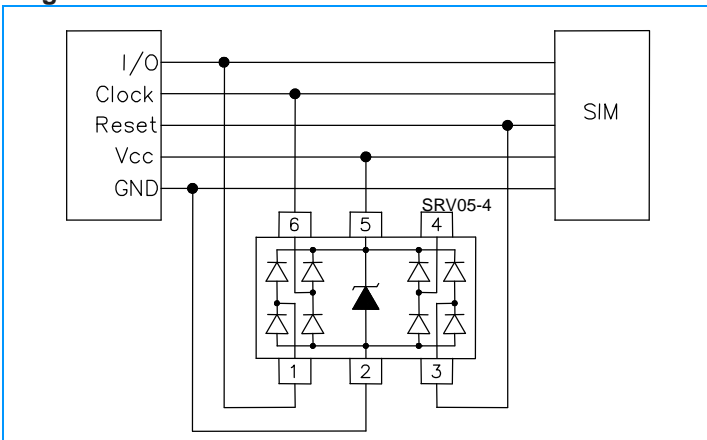 I/O
Clock
Reset
Vcc
GND
SIM
SRV05-4
6 5 4
1 2 3